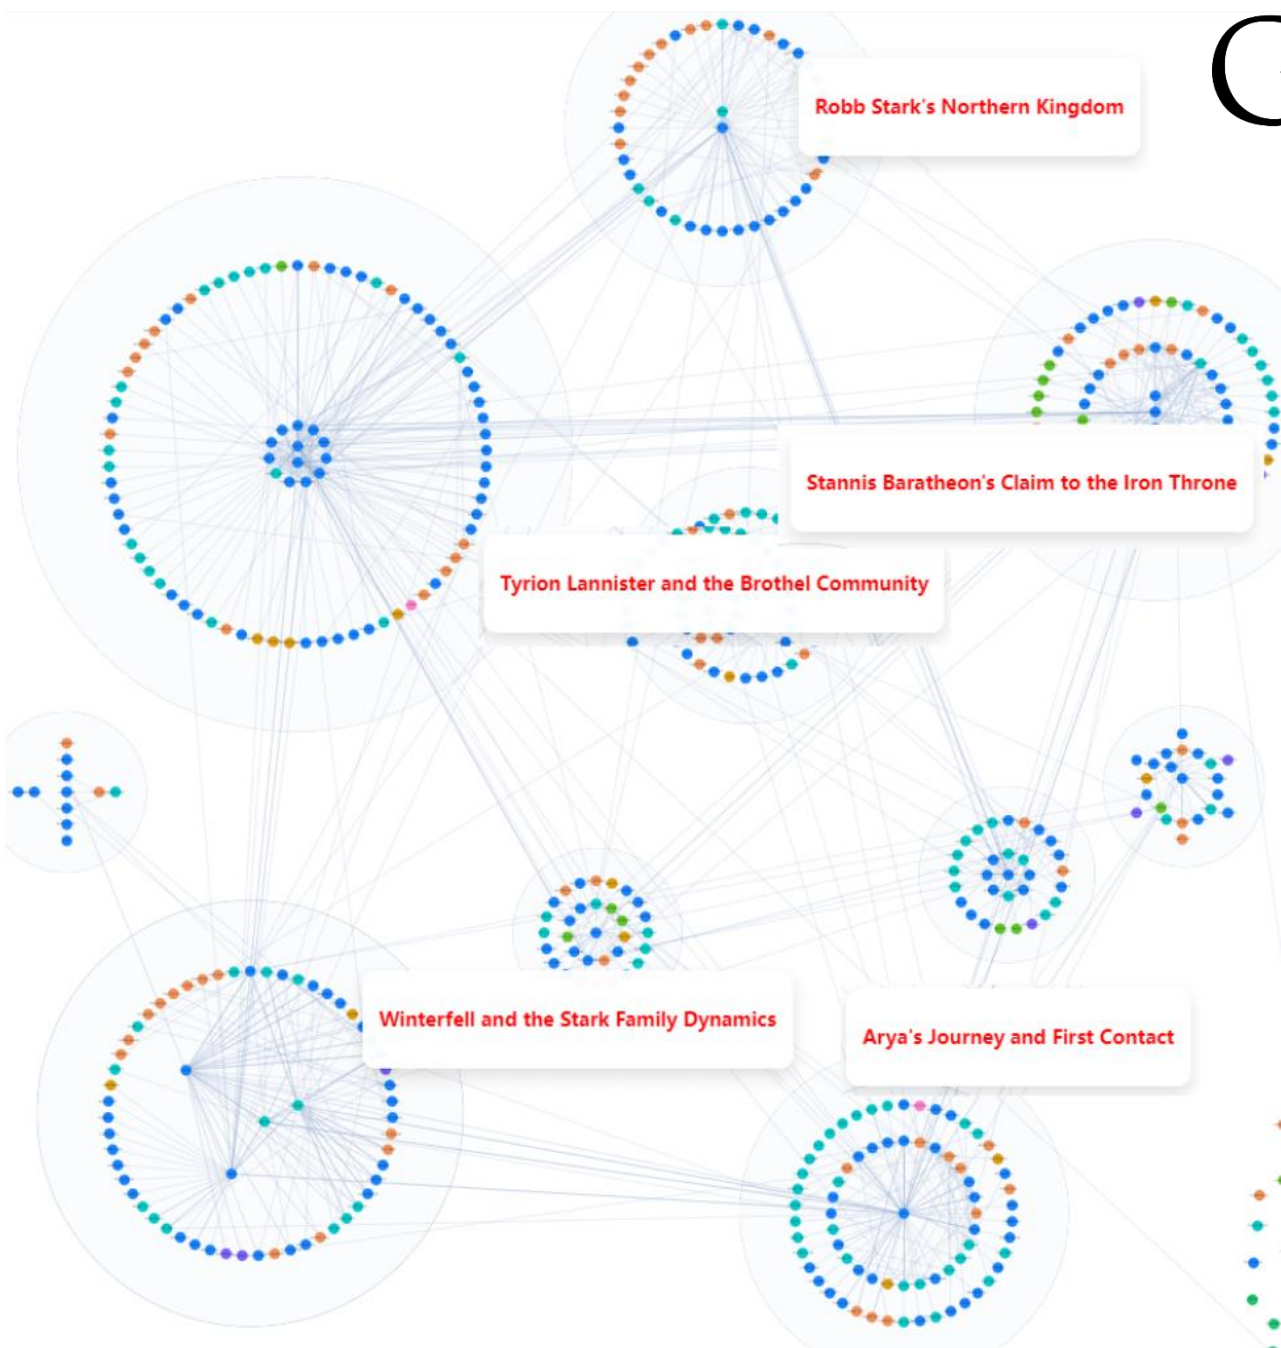 Robb Stark's Northern Kingdom
Stannis Baratheon's Claim to the Iron Throne
Tyrion Lannister and the Brothel Community
Winterfell and the Stark Family Dynamics
Arya's Journey and First Contact